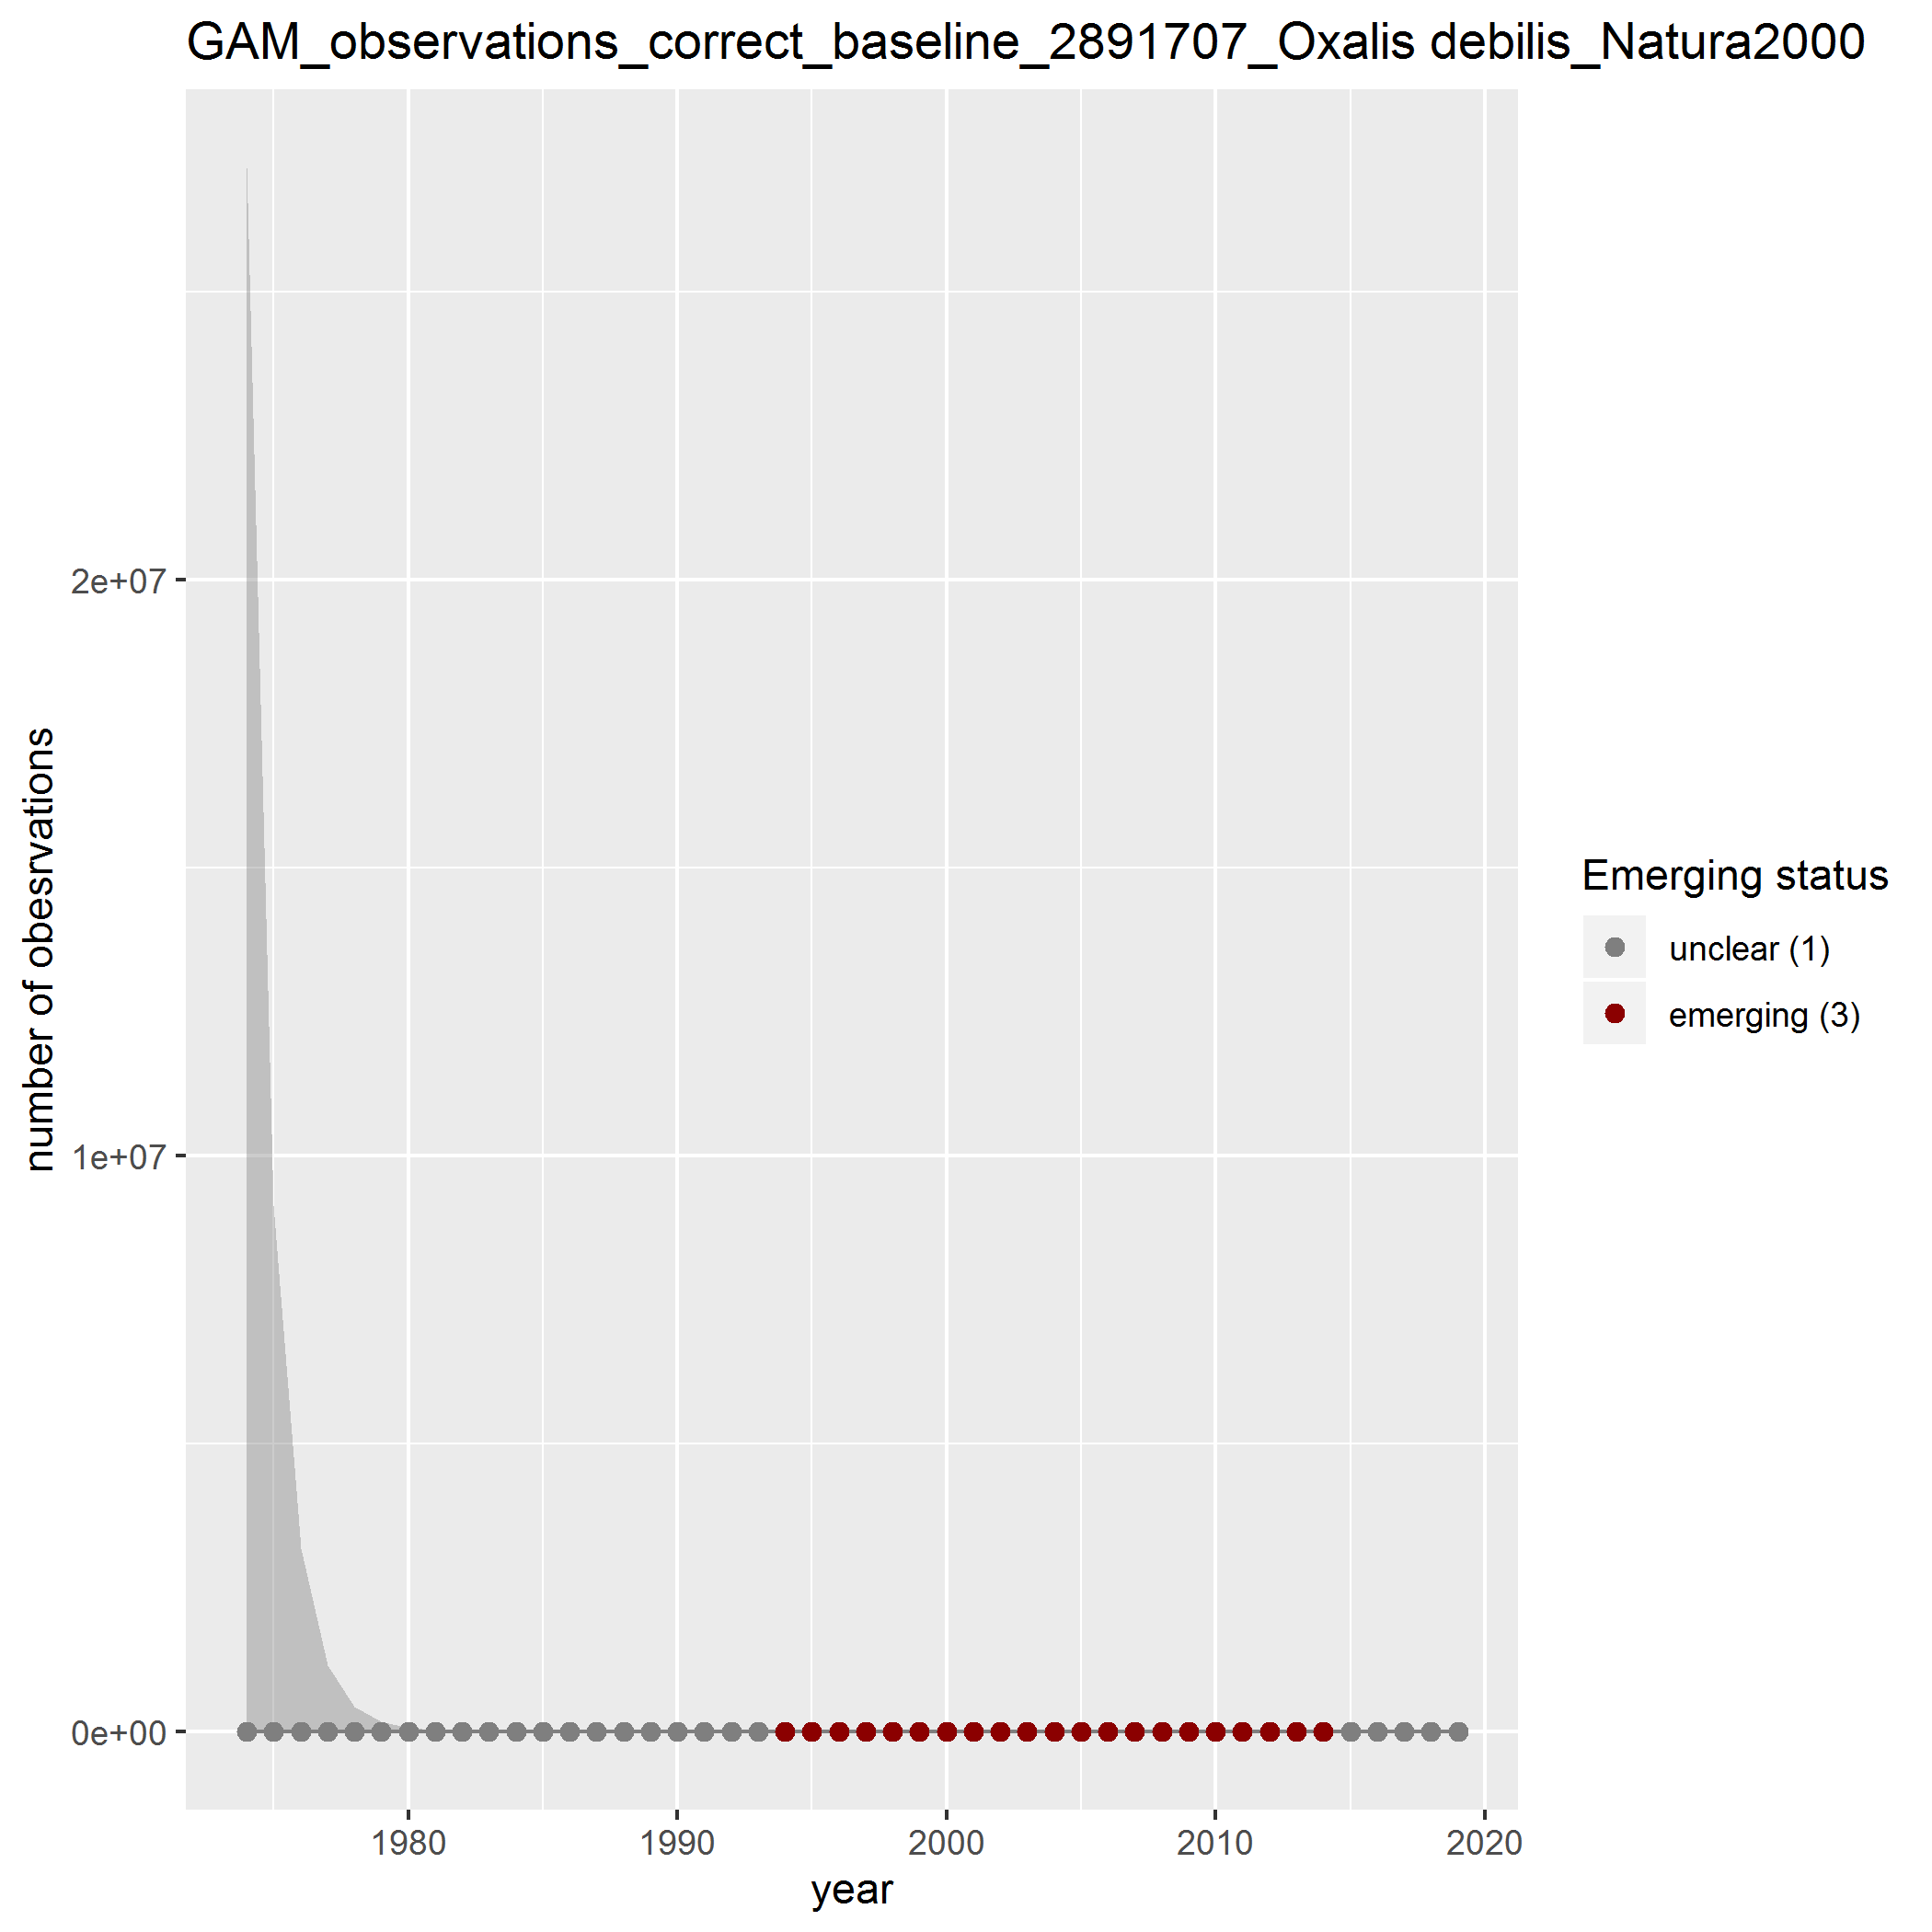 GAM_observations_correct_baseline_2891707_Oxalis debilis_Natura2000
number of obesrvations
2e+07
1e+07
0e+00
1980
1990
2000
2010
2020
year
Emerging status
unclear (1)
emerging (3)